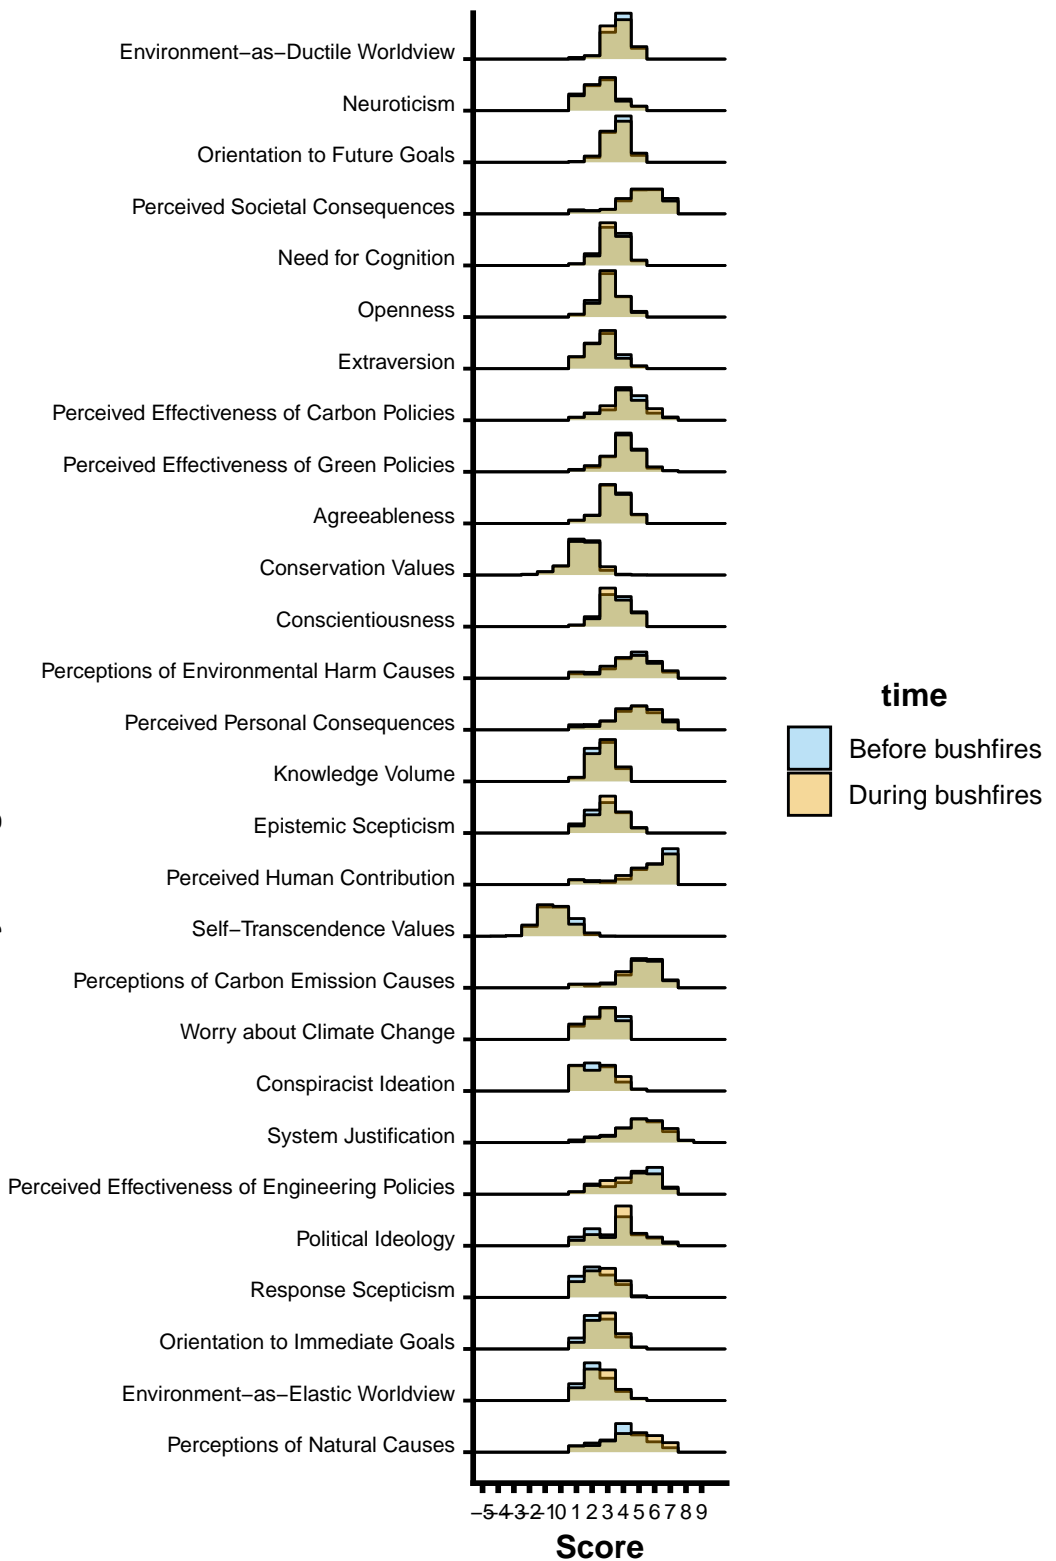 Environment–as–Ductile Worldview
Neuroticism
Orientation to Future Goals
Perceived Societal Consequences
Need for Cognition
Openness
Extraversion
Perceived Effectiveness of Carbon Policies
Perceived Effectiveness of Green Policies
Agreeableness
Conservation Values
Conscientiousness
Perceptions of Environmental Harm Causes
Perceived Personal Consequences
Knowledge Volume
Epistemic Scepticism
Perceived Human Contribution
Self–Transcendence Values
Perceptions of Carbon Emission Causes
Worry about Climate Change
Conspiracist Ideation
System Justification
Perceived Effectiveness of Engineering Policies
Political Ideology
Response Scepticism
Orientation to Immediate Goals
Environment–as–Elastic Worldview
Perceptions of Natural Causes
time
Before bushfires
During bushfires
–5–4–3–2–10 1 2 3 4 5 6 7 8 9
Score